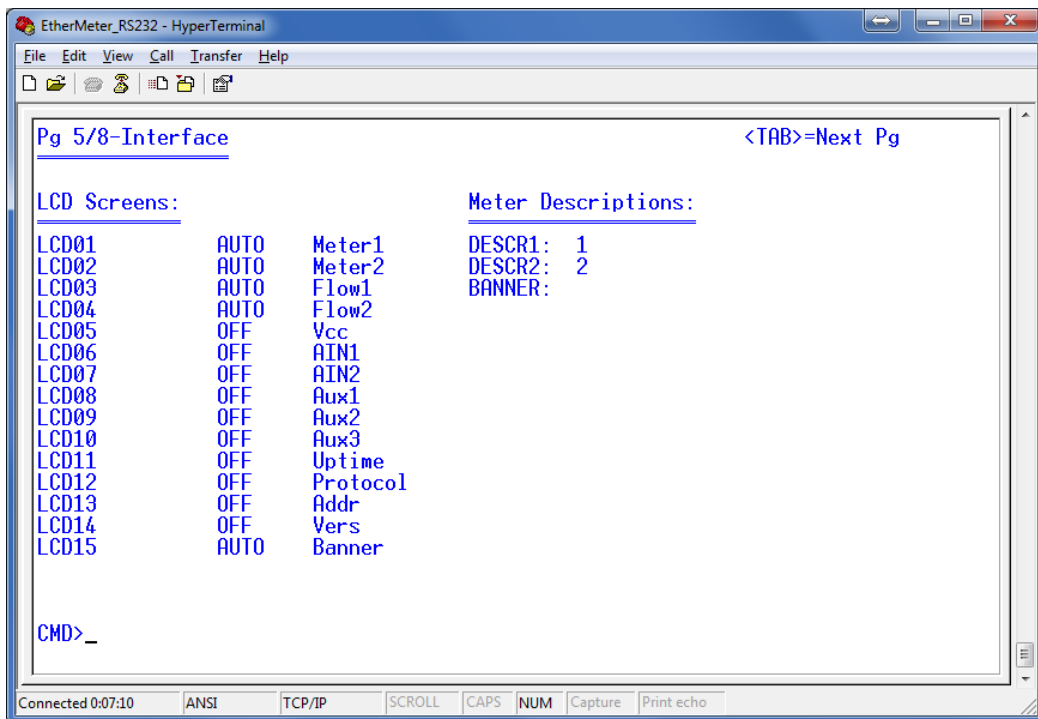 EtherMeter_RS232 - HyperTerminal
File Edit View Call Transfer Help
Pg 5/8-Interface <TAB>=Next Pg
LCD Screens: Meter Descriptions:
LCD01 AUTO Meter1 DESCR1: 1
LCD02 AUTO Meter2 DESCR2: 2
LCD03 AUTO Flow1 BANNER:
LCD04 AUTO Flow2
LCD05 OFF Vcc
LCD06 OFF AIN1
LCD07 OFF AIN2
LCD08 OFF Aux1
LCD09 OFF Aux2
LCD10 OFF Aux3
LCD11 OFF Uptime
LCD12 OFF Protocol
LCD13 OFF Addr
LCD14 OFF Vers
LCD15 AUTO Banner
CMD>_
Connected 0:07:10 ANSI TCP/IP SCROLL CAPS NUM Capture Print echo